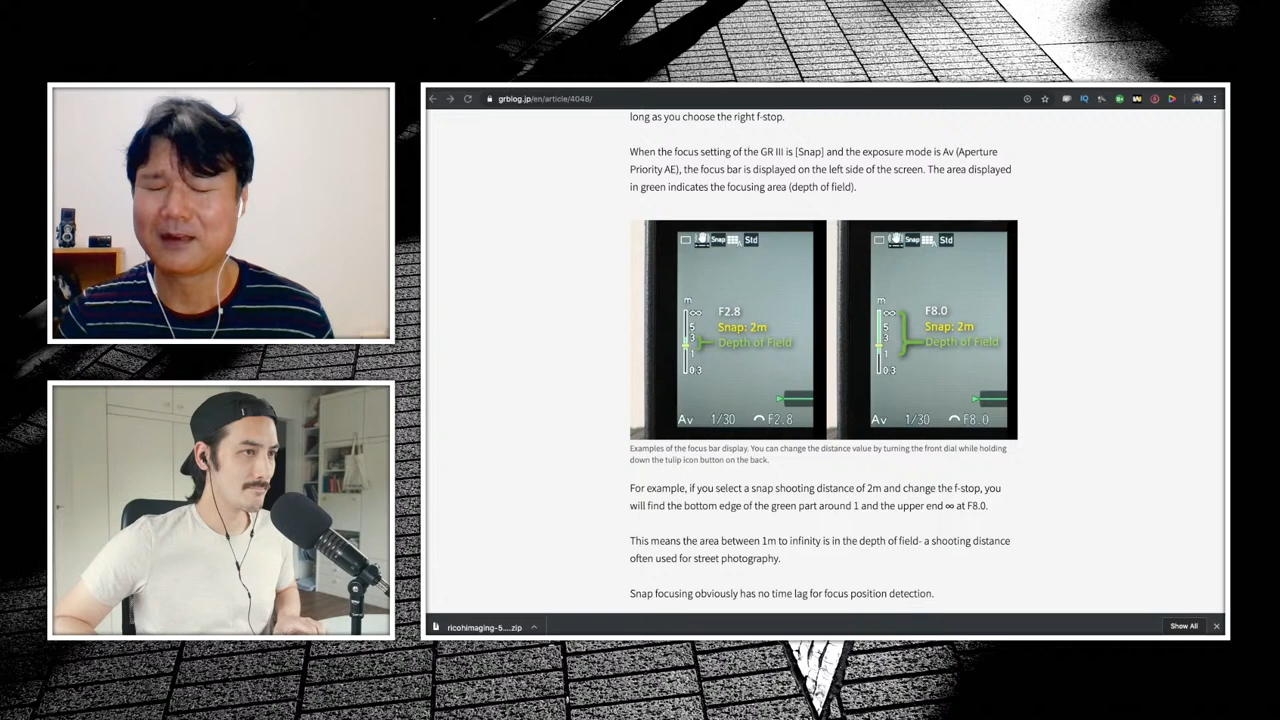 grblog.jp/en/article/4048/
long as you choose the right f-stop.
When the focus setting of the GR III is [Snap] and the exposure mode is Av (Aperture
Priority AE), the focus bar is displayed on the left side of the screen. The area displayed
in green indicates the focusing area (depth of field).
Snap Std
m
∞
5
3
1
0.3
F2.8
Snap: 2m
Depth of Field
Av 1/30 F2.8
Snap Std
m
∞
5
3
1
0.3
F8.0
Snap: 2m
Depth of Field
Av 1/30 F8.0
Examples of the focus bar display. You can change the distance value by turning the front dial while holding
down the tulip icon button on the back.
For example, if you select a snap shooting distance of 2m and change the f-stop, you
will find the bottom edge of the green part around 1 and the upper end ∞ at F8.0.
This means the area between 1m to infinity is in the depth of field- a shooting distance
often used for street photography.
Snap focusing obviously has no time lag for focus position detection.
ricohimaging-5....zip
Show All